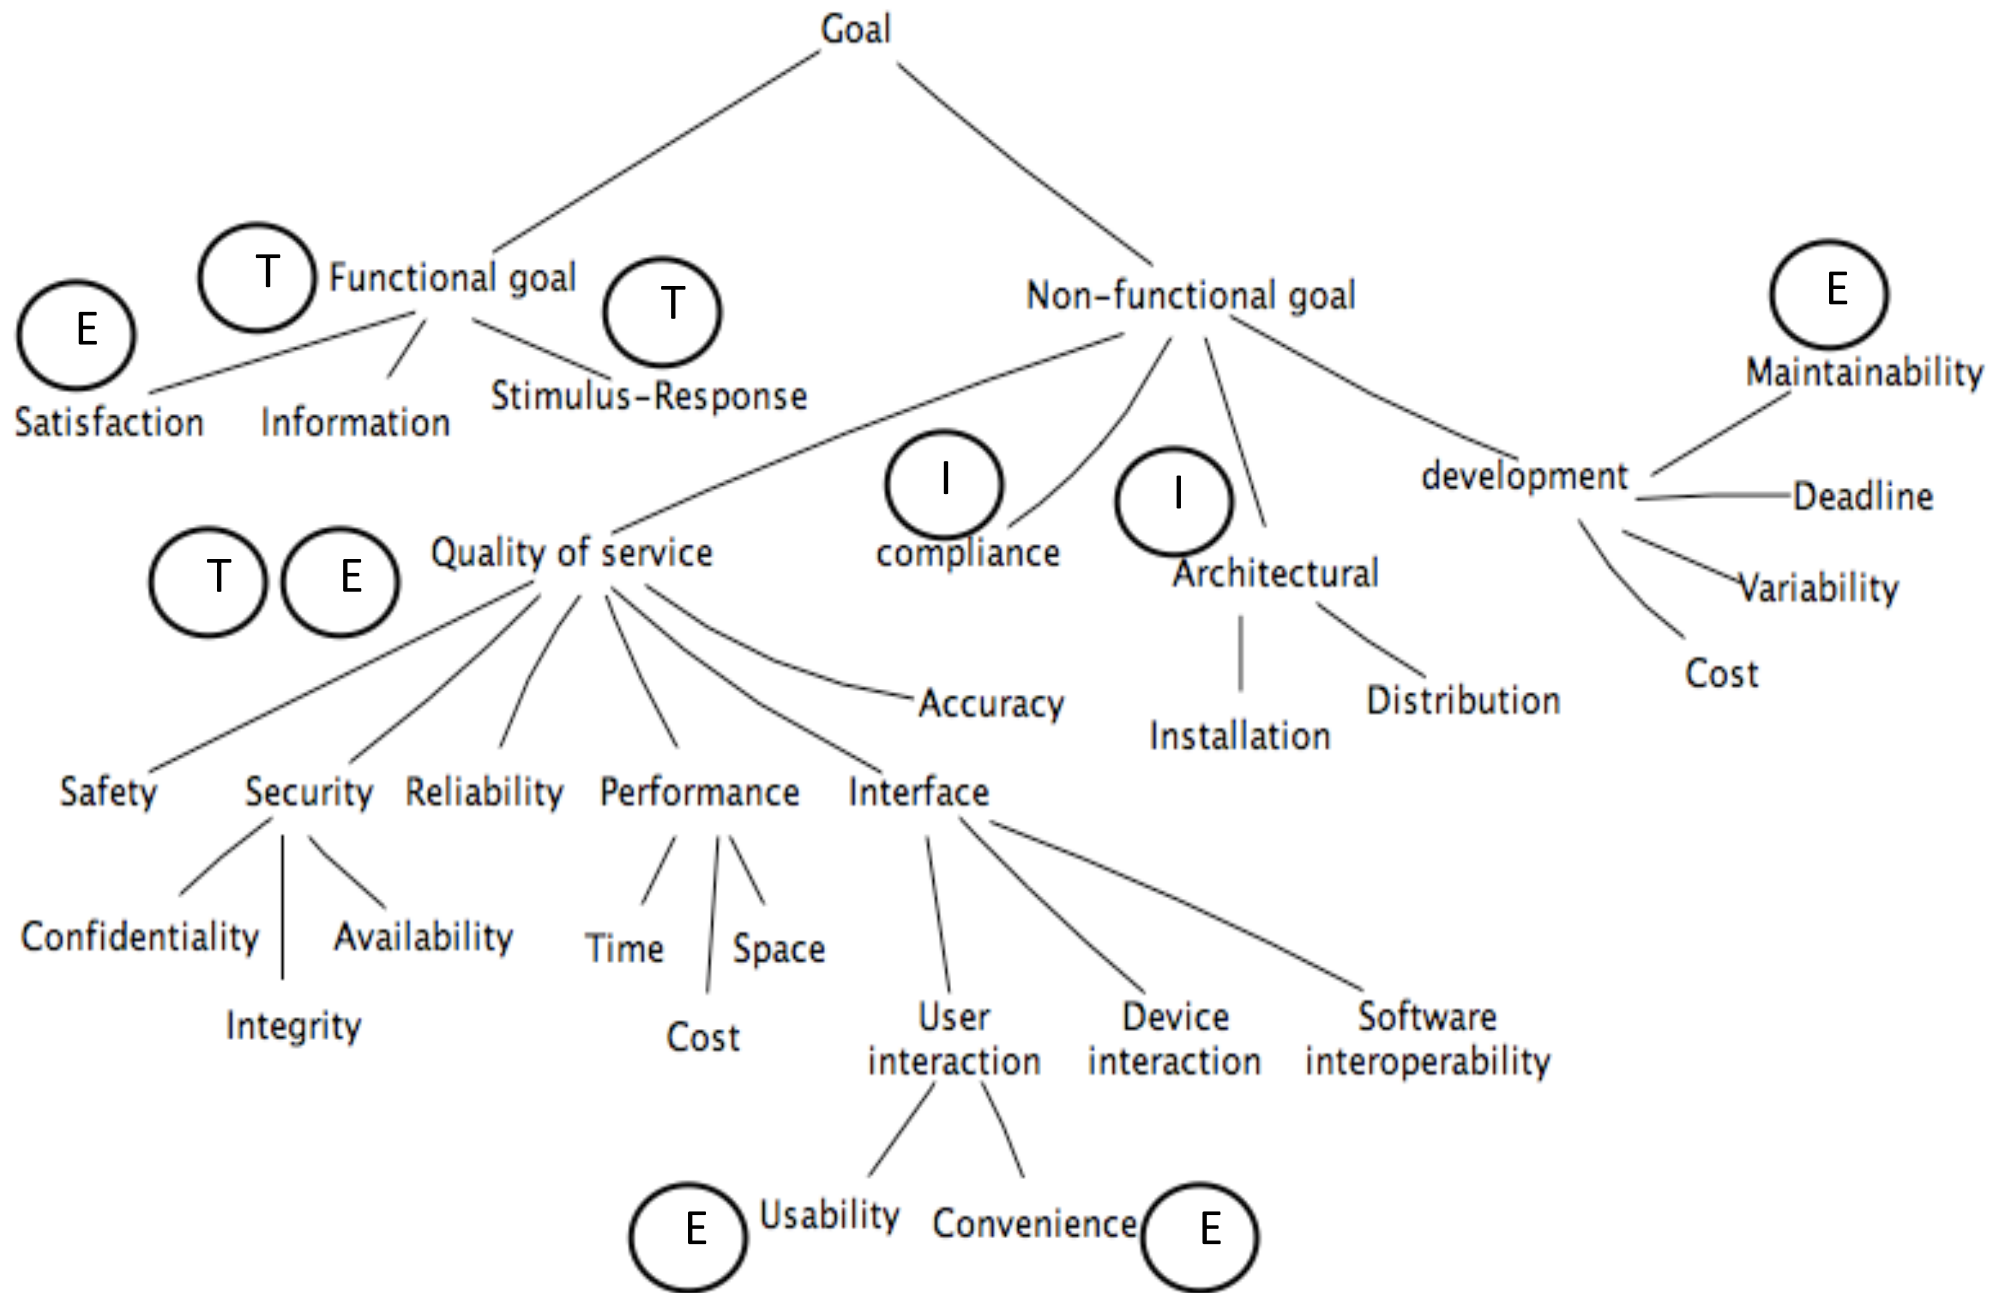 Goal
T
Functional goal
E
T
Non-functional goal
E
Maintainability
Satisfaction
Information
Stimulus-Response
I
I
development
Deadline
T
E
Quality of service
compliance
Architectural
Variability
Cost
Accuracy
Installation
Distribution
Safety
Security
Reliability
Performance
Interface
Confidentiality
Availability
Integrity
Time
Space
Cost
User
interaction
Device
interaction
Software
interoperability
E
Usability
Convenience
E